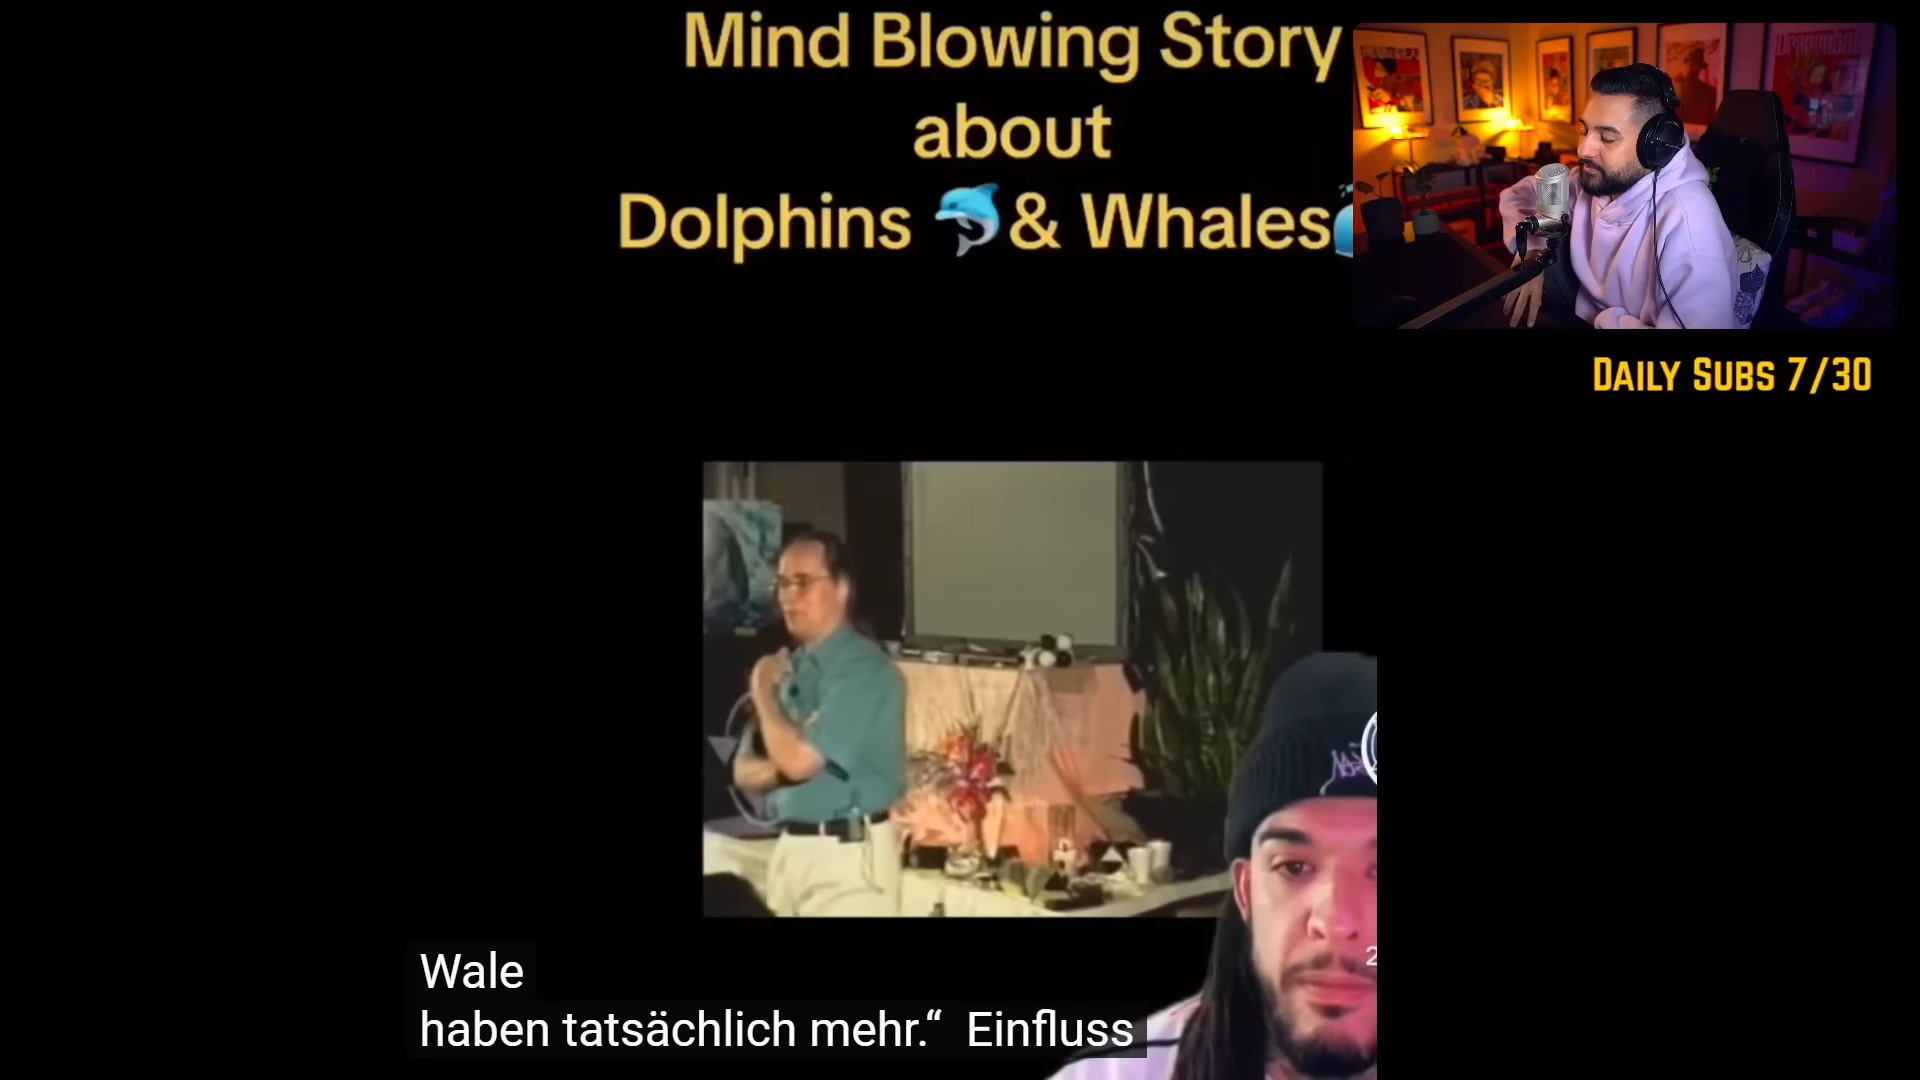 Mind Blowing Story
about
Dolphins 🐬& Whales🐳
DAILY SUBS 7/30
Wale
haben tatsächlich mehr.“ Einfluss